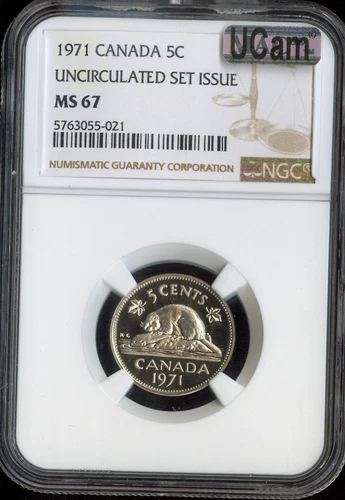 1971 CANADA 5C
UCam
UNCIRCULATED SET ISSUE
MS 67
5763055-021
NUMISMATIC GUARANTY CORPORATION
NGC
5 CENTS
KG
CANADA
1971